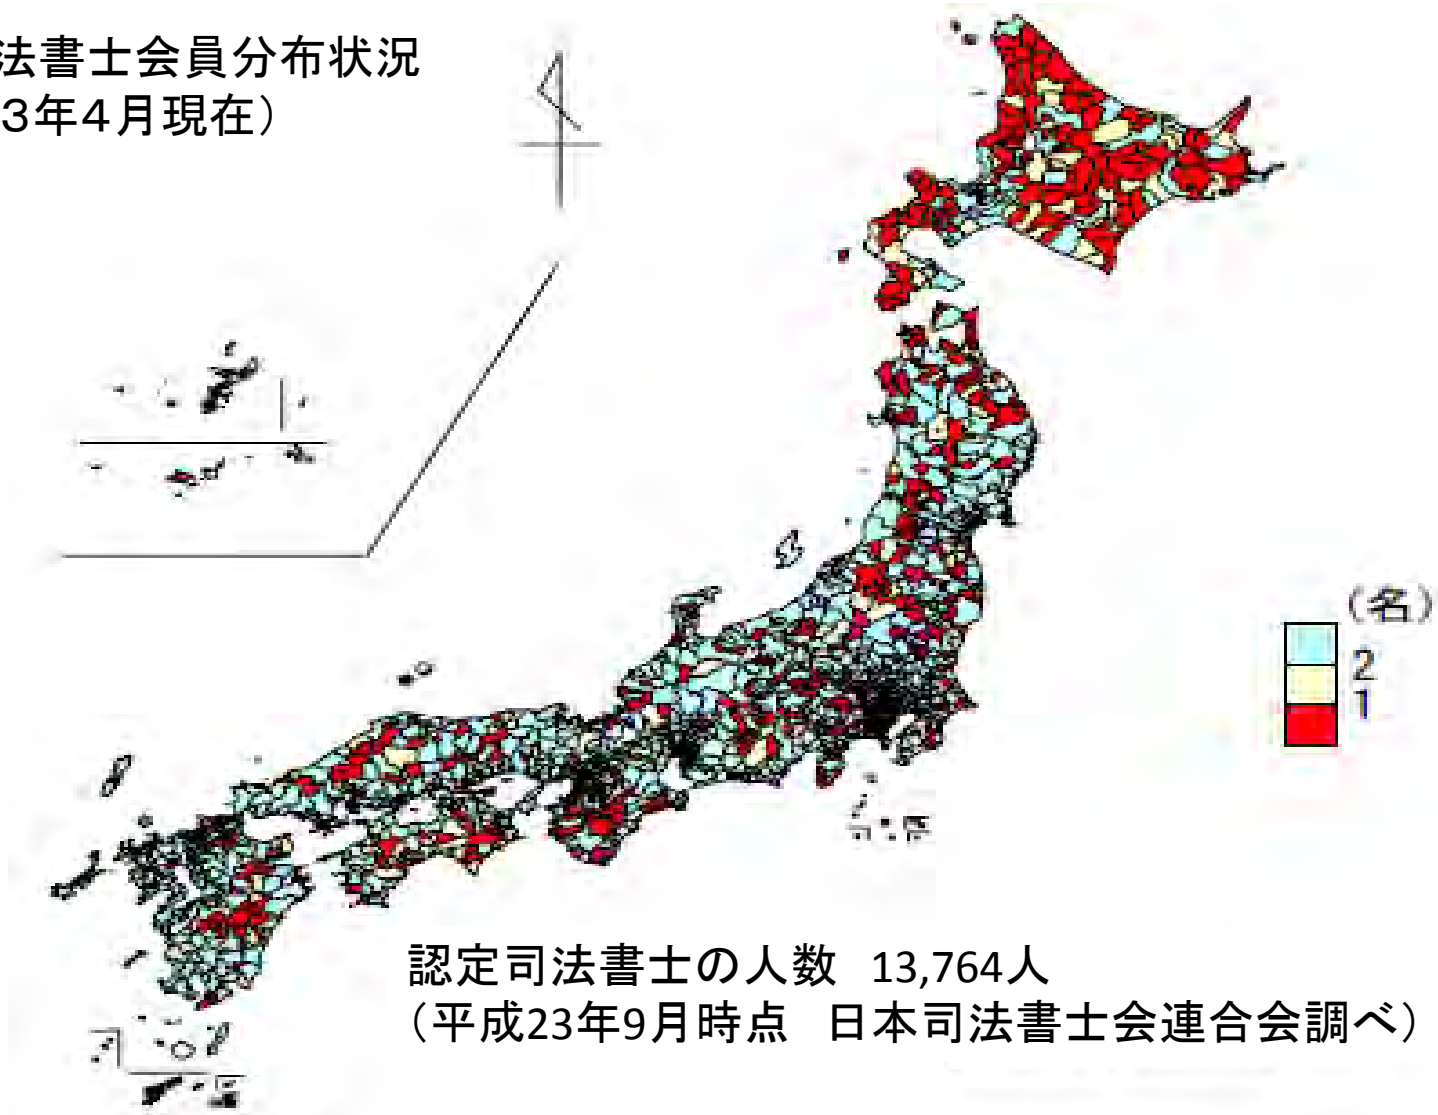 法書士会員分布状況
3年4月現在）
（名）
2
1
認定司法書士の人数 13,764人
（平成23年9月時点 日本司法書士会連合会調べ）